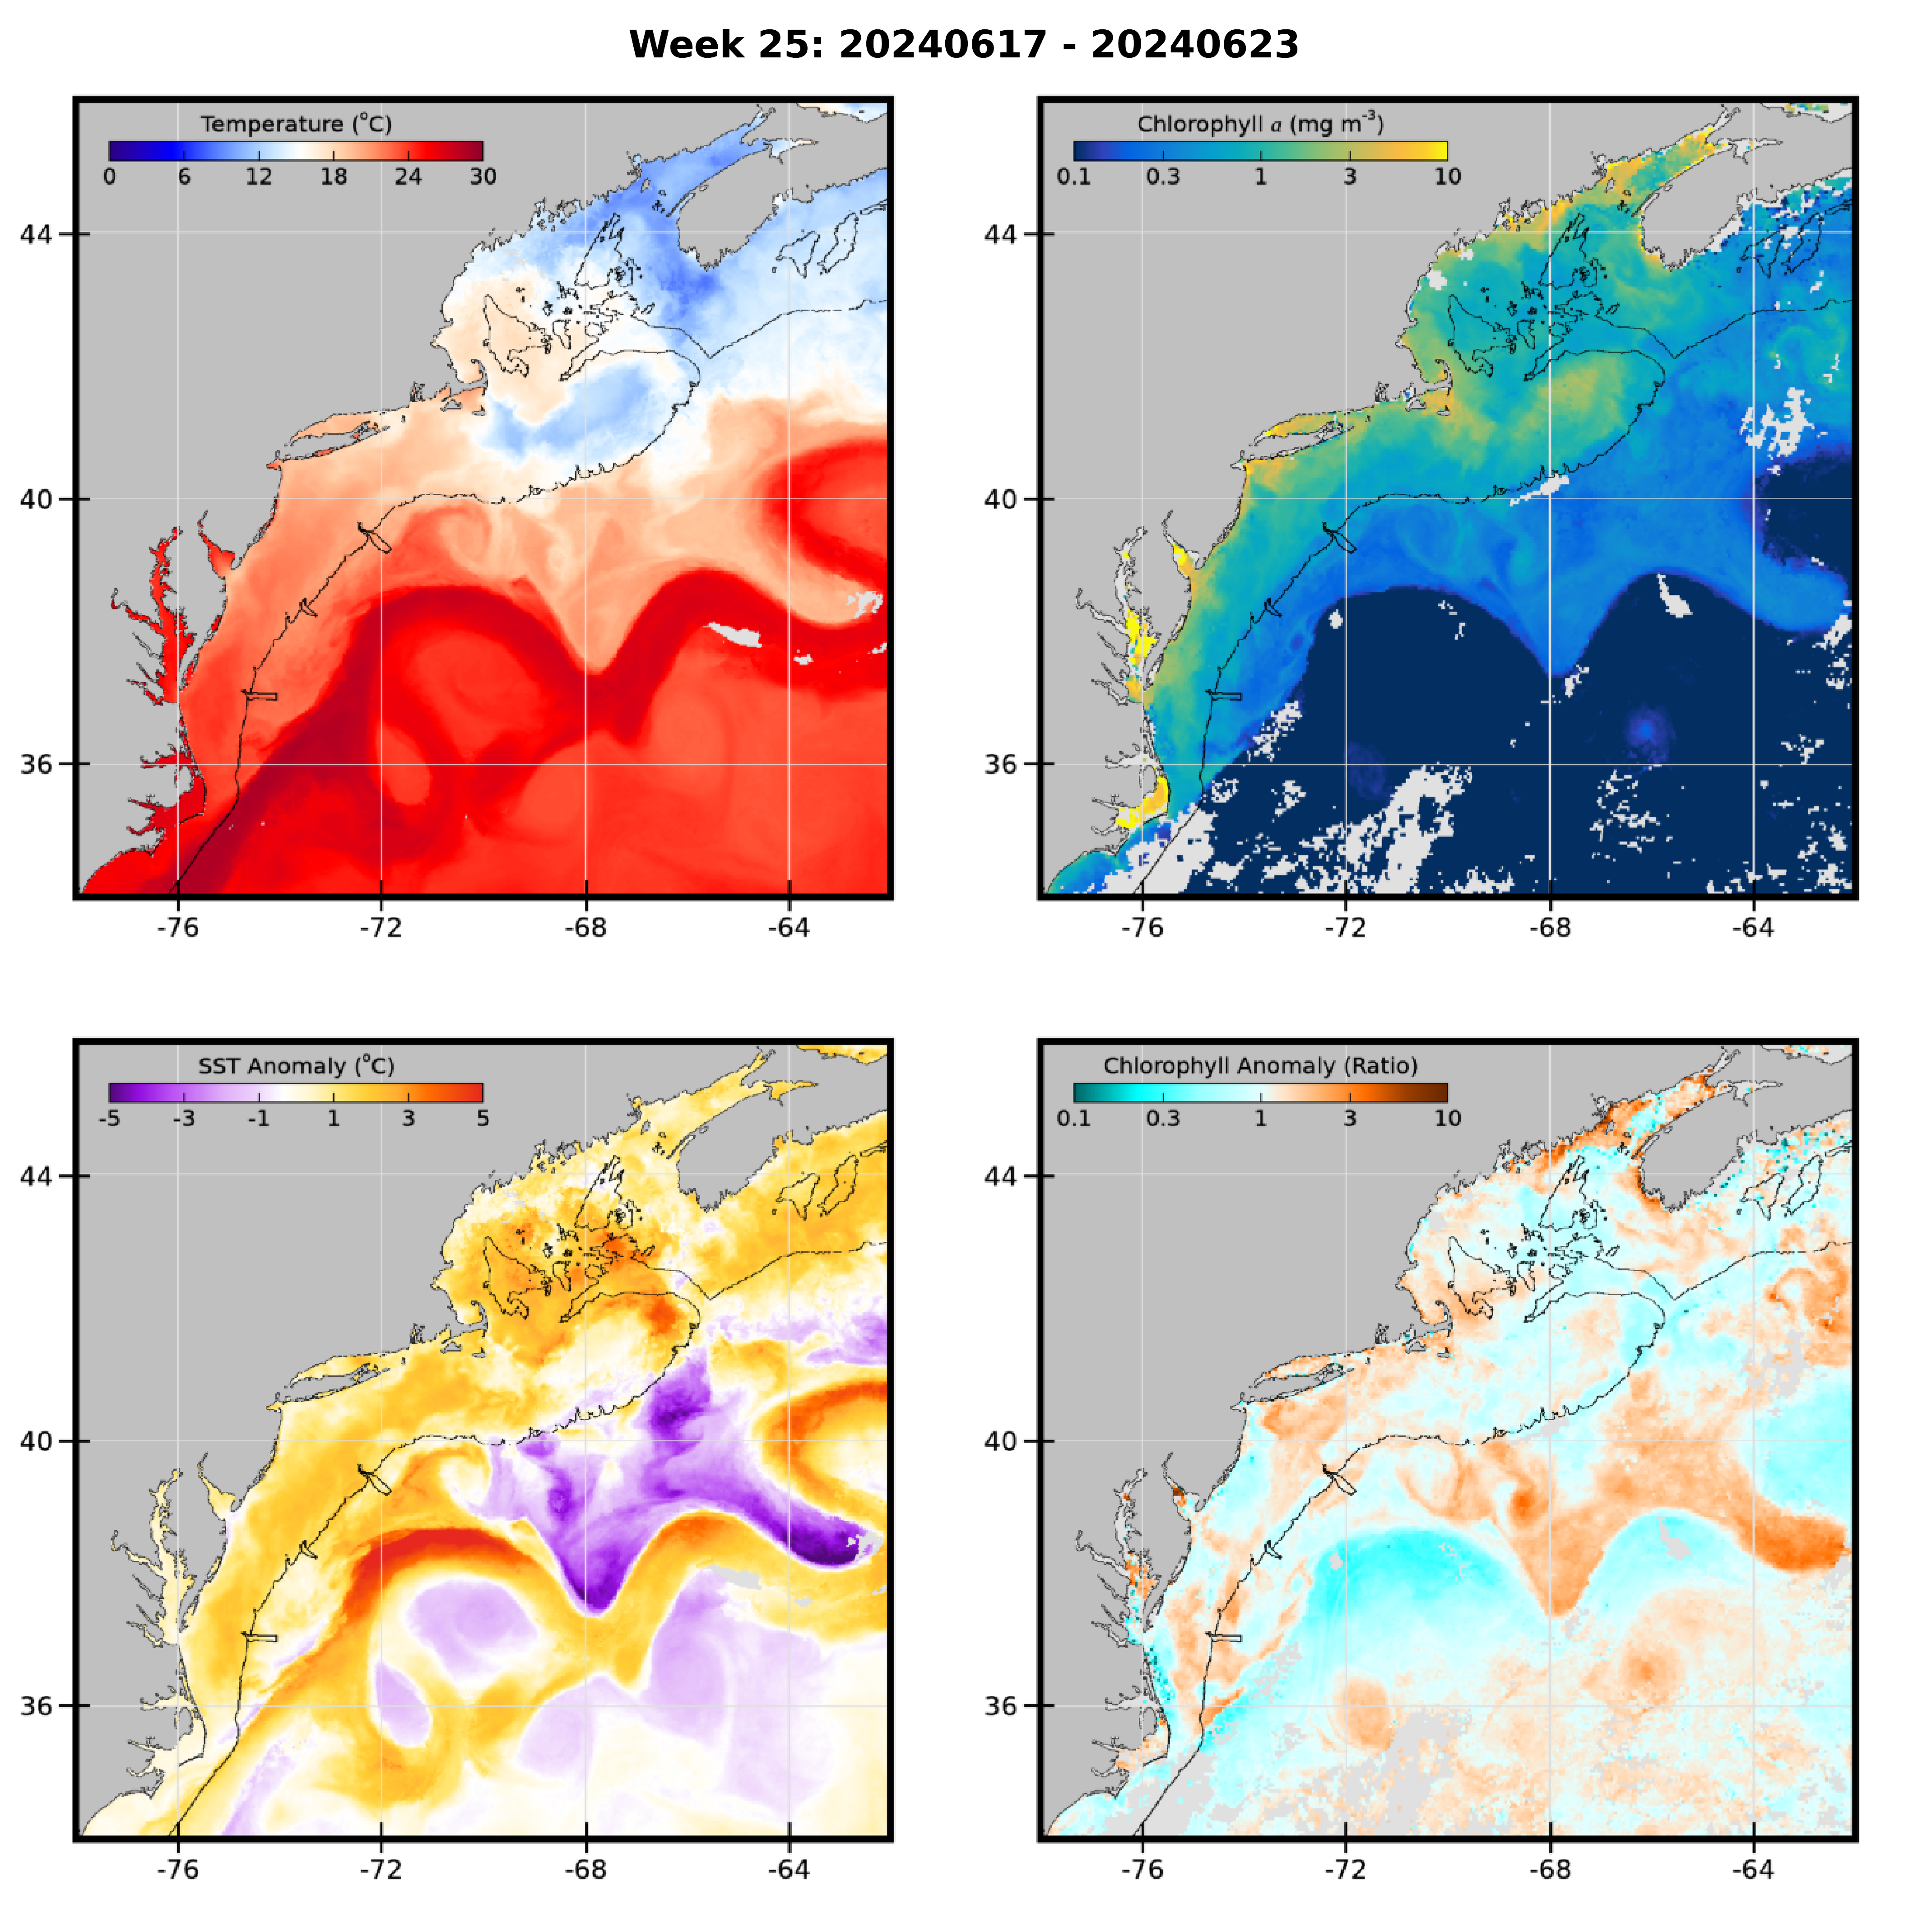 Week 25: 20240617 - 20240623
Temperature (°C)
0 6 12 18 24 30
44
40
36
-76 -72 -68 -64
Chlorophyll a (mg m⁻³)
0.1 0.3 1 3 10
44
40
36
-76 -72 -68 -64
SST Anomaly (°C)
-5 -3 -1 1 3 5
44
40
36
-76 -72 -68 -64
Chlorophyll Anomaly (Ratio)
0.1 0.3 1 3 10
44
40
36
-76 -72 -68 -64